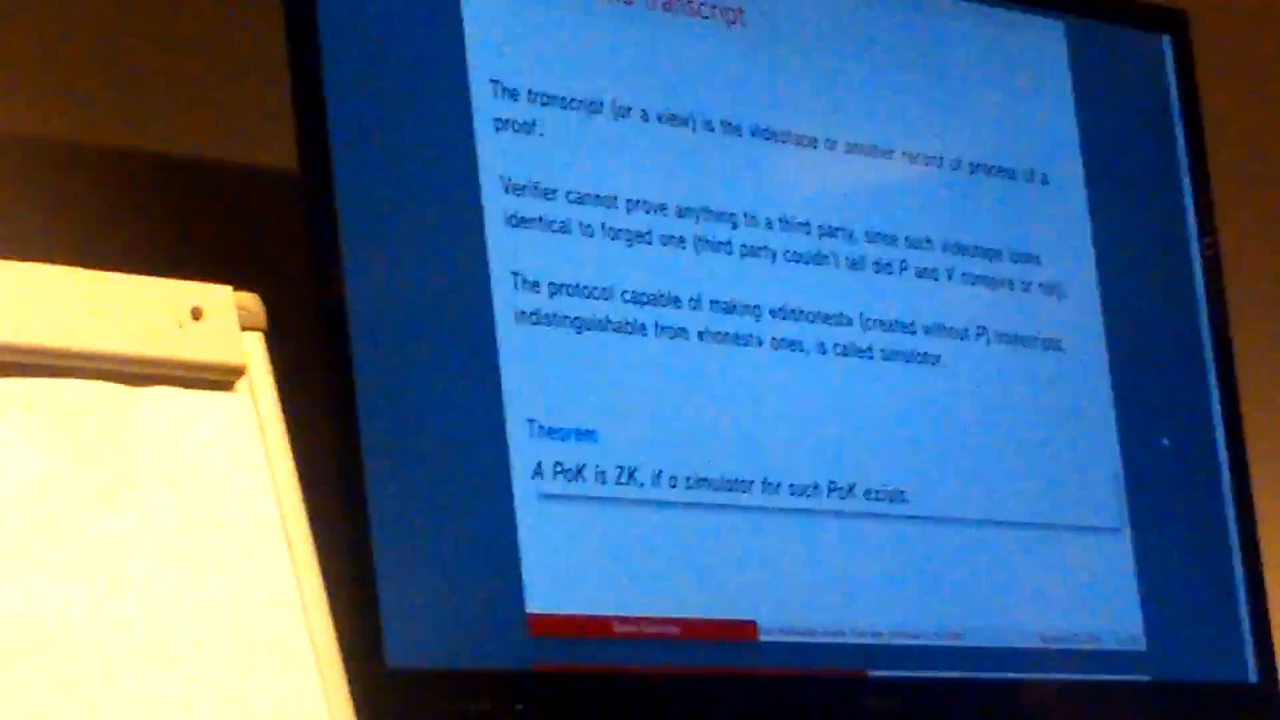 transcript
The transcript (or a view) is the videotape or another record of process of a
proof.
Verifier cannot prove anything to a third party, since such videotape looks
identical to forged one (third party couldn't tell did P and V conspire or not).
The protocol capable of making «dishonest» (created without P) transcripts,
indistinguishable from «honest» ones, is called simulator.
Theorem
A PoK is ZK, if a simulator for such PoK exists.